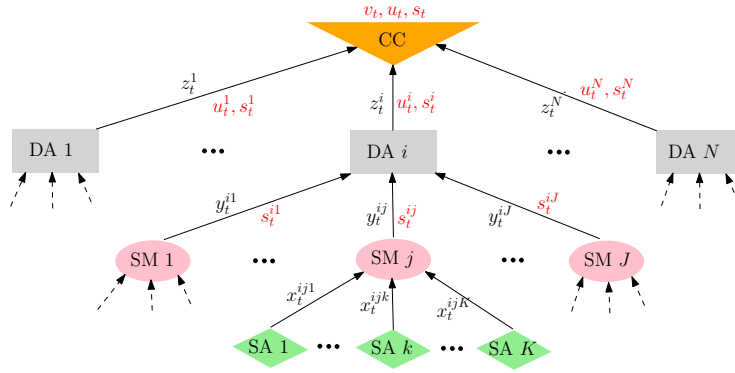 v_t, u_t, s_t
CC
z_t^1
u_t^1, s_t^1
z_t^i
u_t^i, s_t^i
z_t^N
u_t^N, s_t^N
DA 1
•••
DA i
•••
DA N
y_t^{i1}
s_t^{i1}
y_t^{ij}
s_t^{ij}
y_t^{iJ}
s_t^{iJ}
SM 1
•••
SM j
•••
SM J
x_t^{ij1}
x_t^{ijk}
x_t^{ijK}
SA 1
•••
SA k
•••
SA K